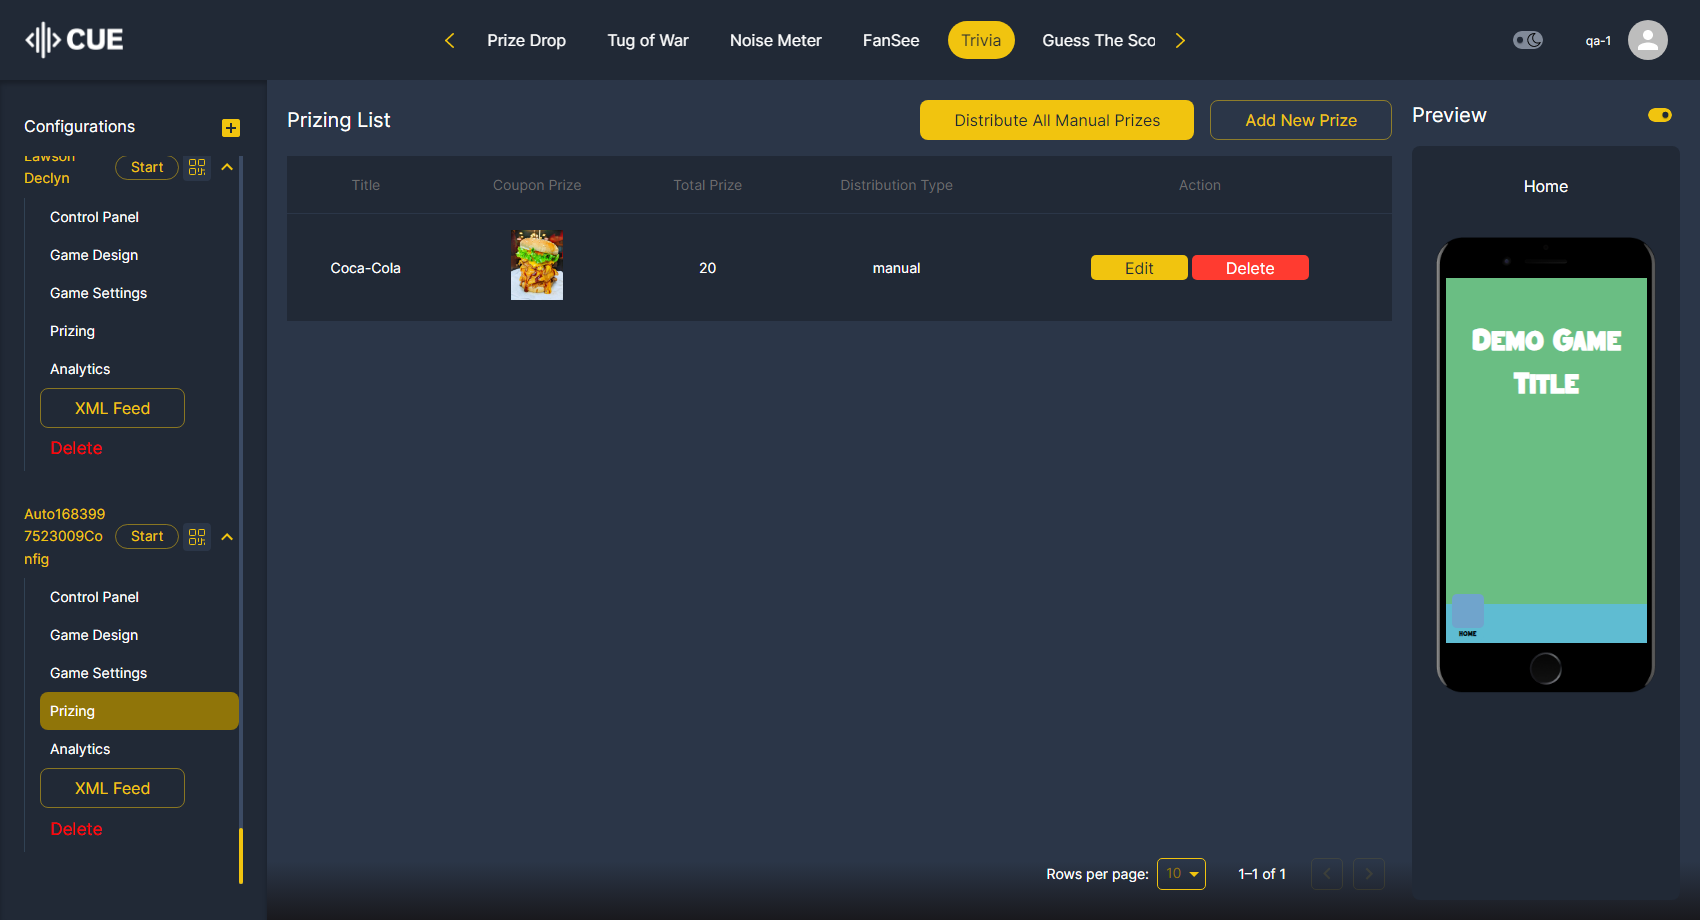 CUE
Prize Drop
Tug of War
Noise Meter
FanSee
Trivia
Guess The Sco
qa-1
Configurations
Lawson
Declyn
Start
Control Panel
Game Design
Game Settings
Prizing
Analytics
XML Feed
Delete
Auto168399
7523009Co
nfig
Start
Control Panel
Game Design
Game Settings
Prizing
Analytics
XML Feed
Delete
Prizing List
Distribute All Manual Prizes
Add New Prize
Title
Coupon Prize
Total Prize
Distribution Type
Action
Coca-Cola
20
manual
Edit
Delete
Rows per page:
10
1–1 of 1
Preview
Home
Demo Game
Title
HOME